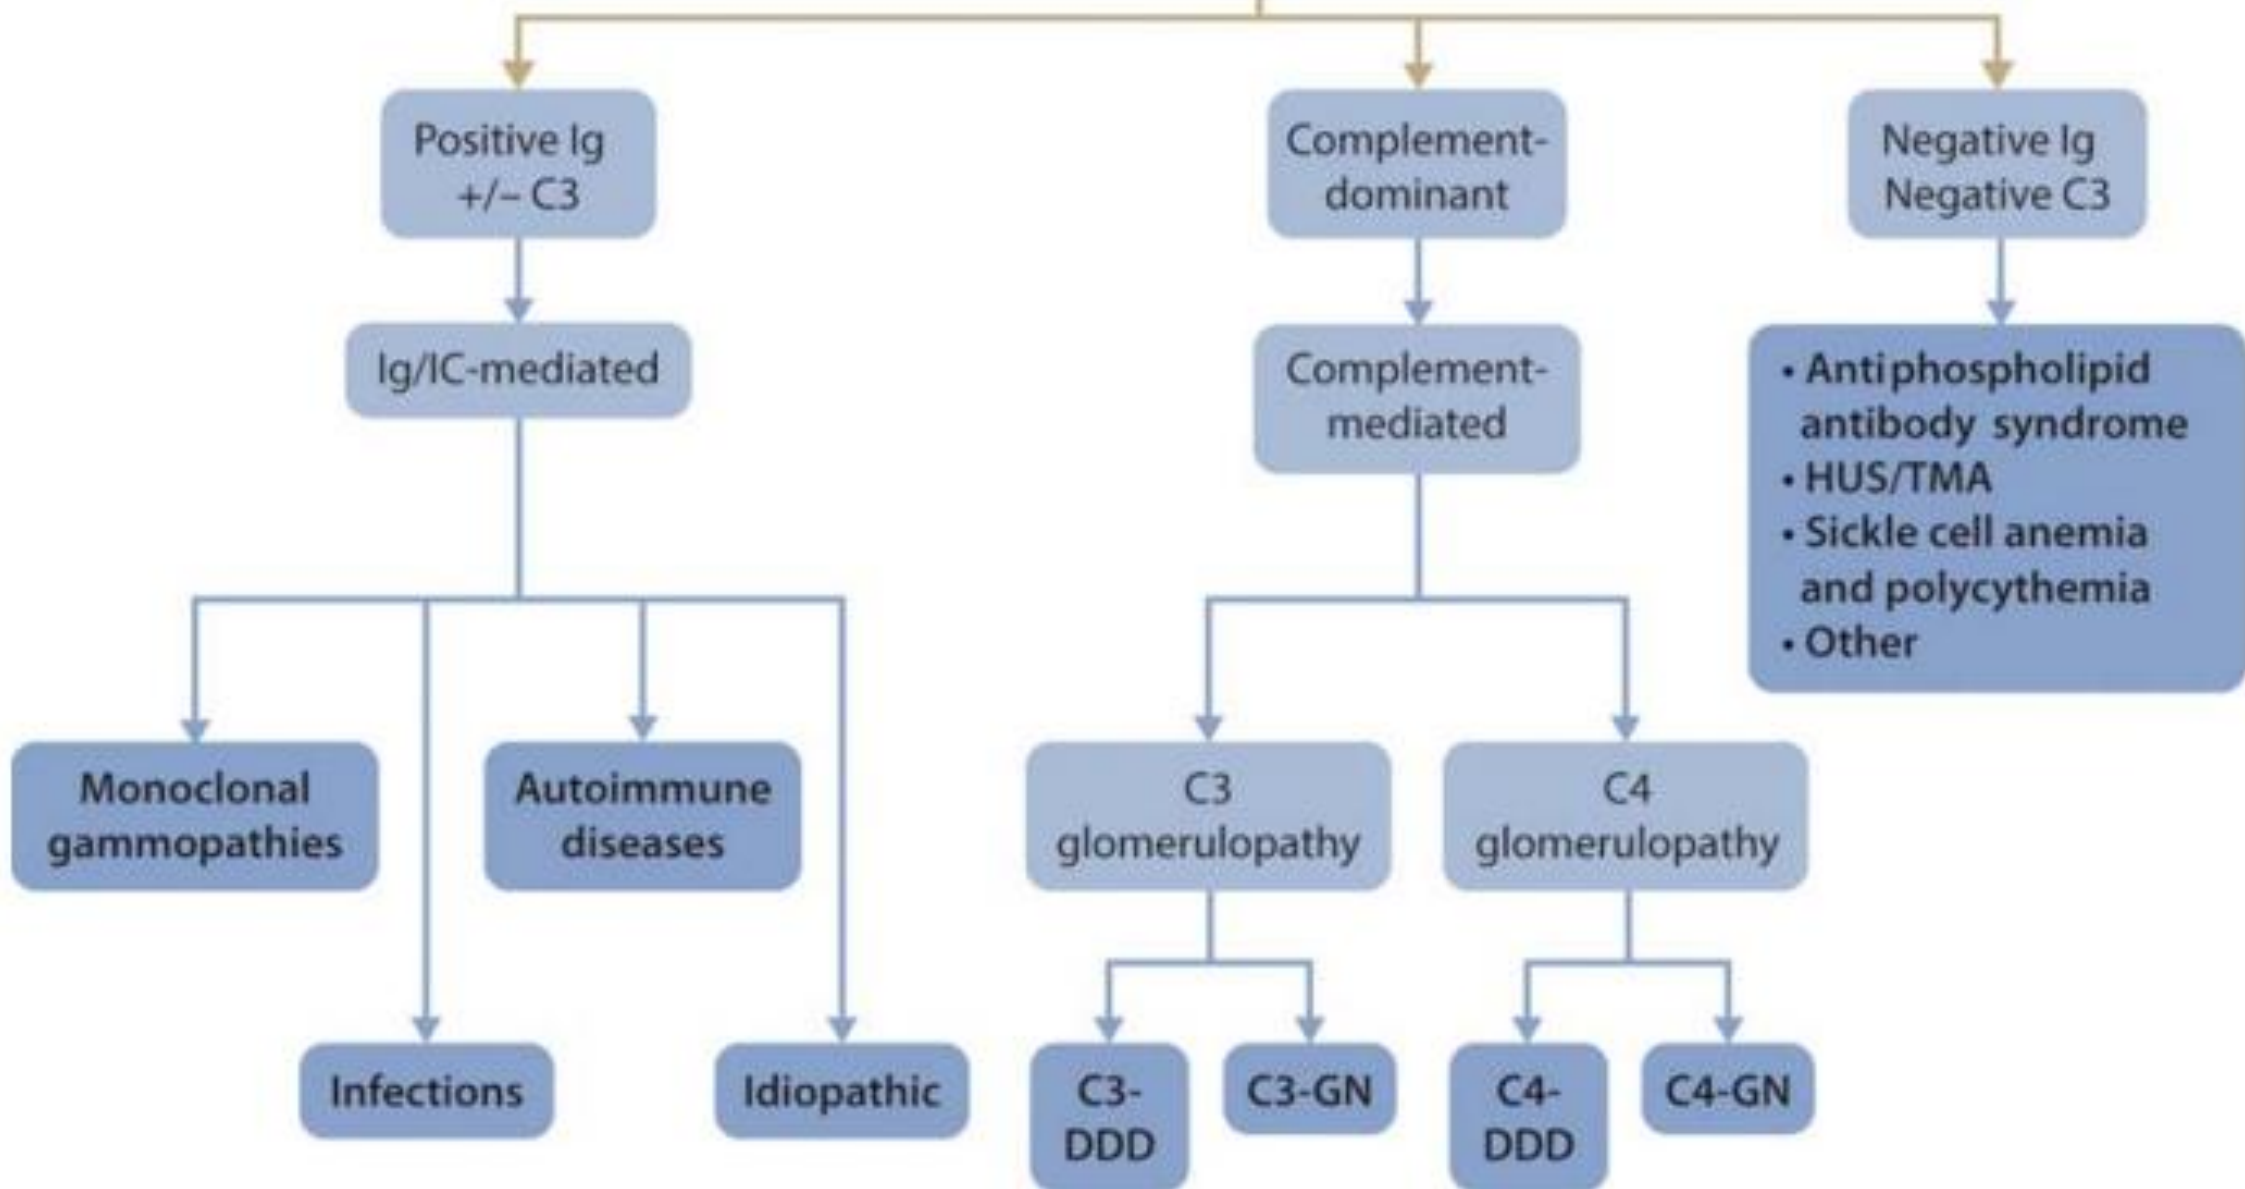 Positive Ig
+/– C3
Complement-
dominant
Negative Ig
Negative C3
Ig/IC-mediated
Complement-
mediated
• Antiphospholipid
antibody syndrome
• HUS/TMA
• Sickle cell anemia
and polycythemia
• Other
Monoclonal
gammopathies
Autoimmune
diseases
C3
glomerulopathy
C4
glomerulopathy
Infections
Idiopathic
C3-
DDD
C3-GN
C4-
DDD
C4-GN